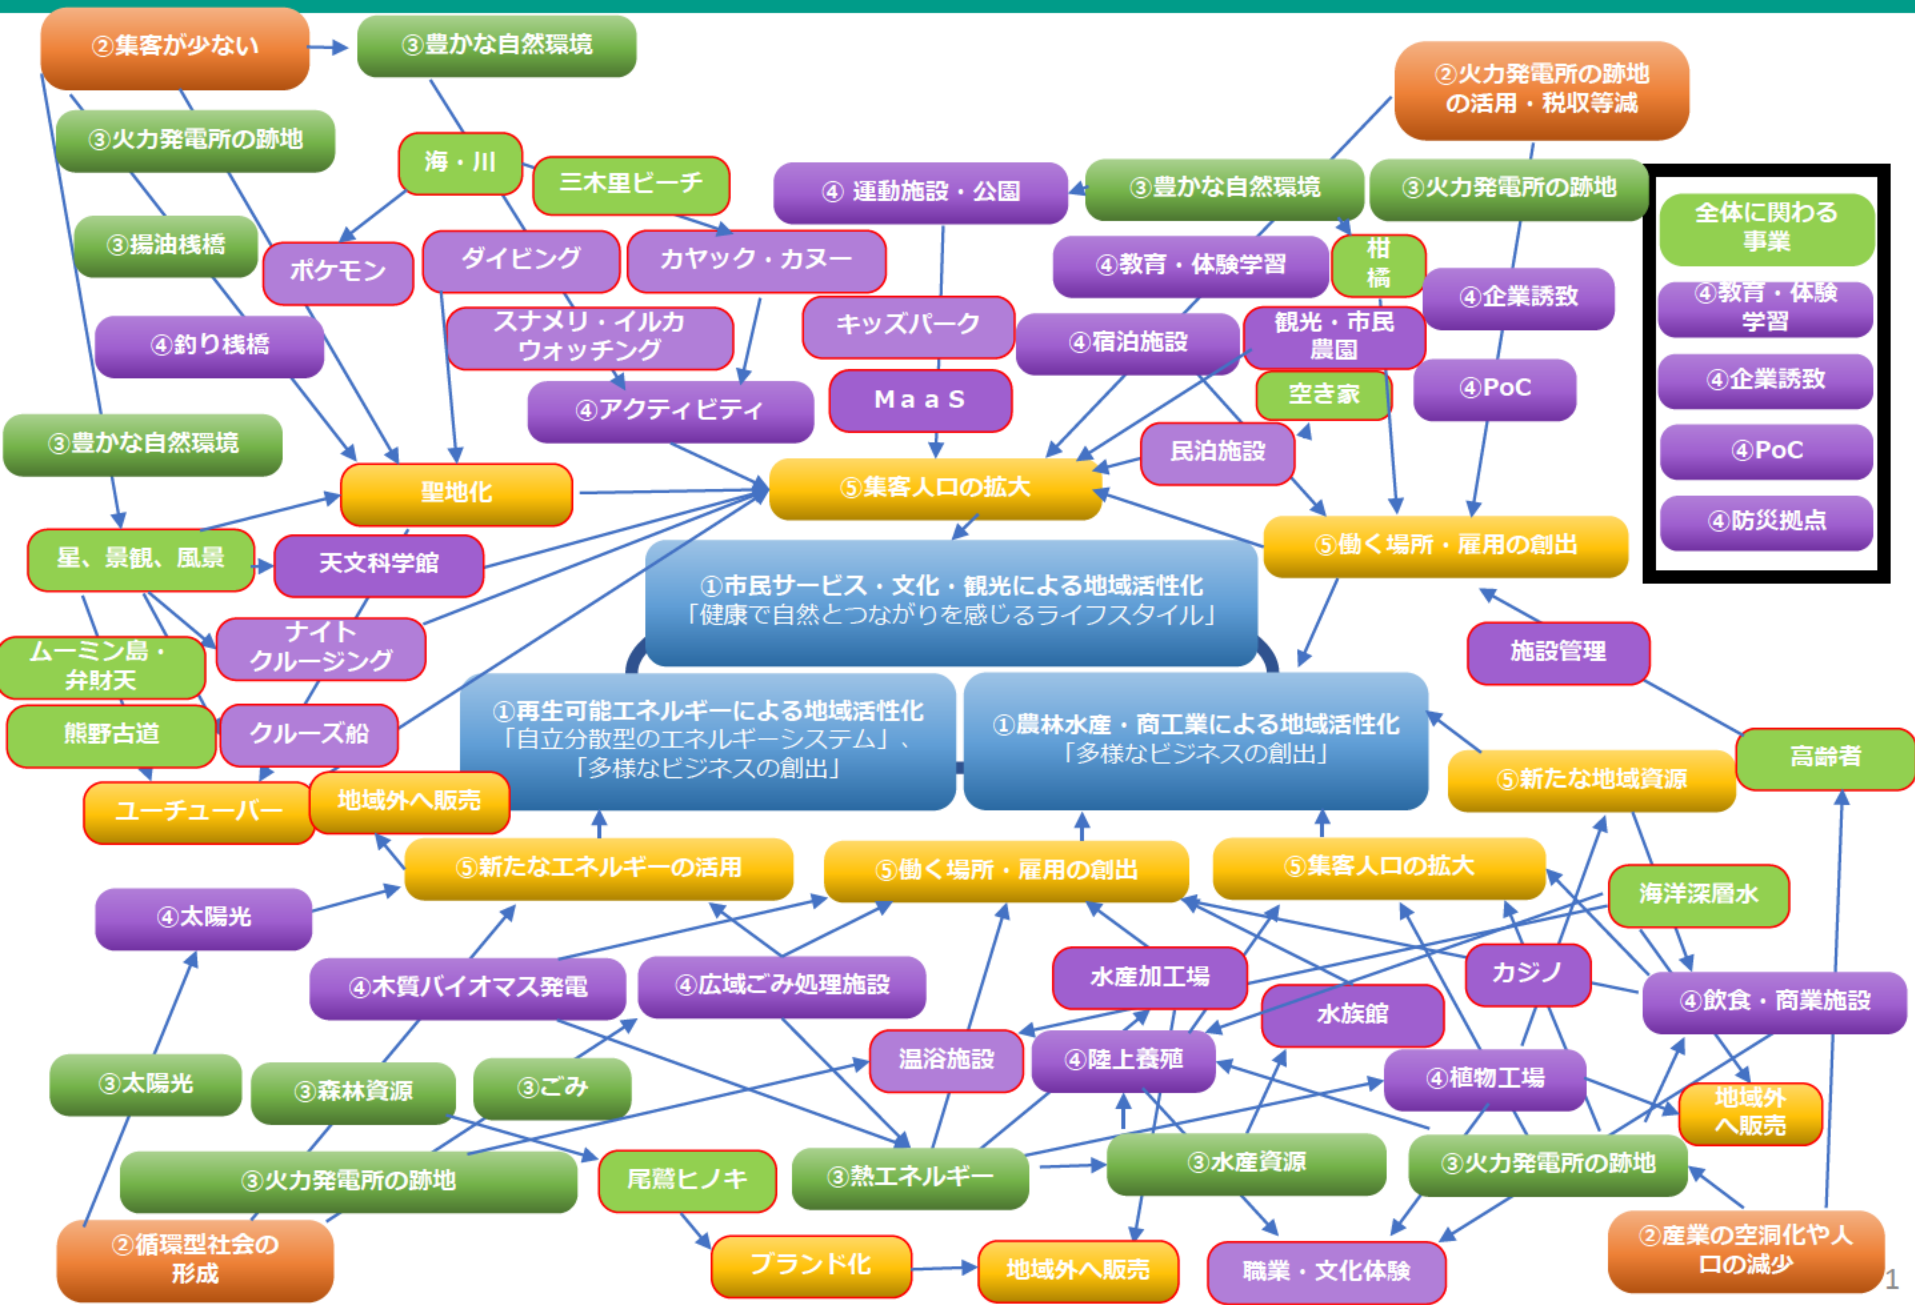 ②集客が少ない
③豊かな自然環境
②火力発電所の跡地
の活用・税収等減
③火力発電所の跡地
海・川
三木里ビーチ
④ 運動施設・公園
③豊かな自然環境
③火力発電所の跡地
全体に関わる
事業
③揚油桟橋
ポケモン
ダイビング
カヤック・カヌー
④教育・体験学習
柑
橘
④企業誘致
④教育・体験
学習
④釣り桟橋
スナメリ・イルカ
ウォッチング
キッズパーク
④宿泊施設
観光・市民
農園
④アクティビティ
MaaS
空き家
④PoC
④企業誘致
③豊かな自然環境
聖地化
⑤集客人口の拡大
民泊施設
④PoC
星、景観、風景
天文科学館
⑤働く場所・雇用の創出
④防災拠点
①市民サービス・文化・観光による地域活性化
「健康で自然とつながりを感じるライフスタイル」
ムーミン島・
弁財天
ナイト
クルージング
施設管理
熊野古道
クルーズ船
①再生可能エネルギーによる地域活性化
「自立分散型のエネルギーシステム」、
「多様なビジネスの創出」
①農林水産・商工業による地域活性化
「多様なビジネスの創出」
⑤新たな地域資源
高齢者
ユーチューバー
地域外へ販売
⑤新たなエネルギーの活用
⑤働く場所・雇用の創出
⑤集客人口の拡大
海洋深層水
④太陽光
④木質バイオマス発電
④広域ごみ処理施設
水産加工場
水族館
カジノ
④飲食・商業施設
③太陽光
③森林資源
③ごみ
温浴施設
④陸上養殖
④植物工場
地域外
へ販売
③火力発電所の跡地
尾鷲ヒノキ
③熱エネルギー
③水産資源
③火力発電所の跡地
②循環型社会の
形成
ブランド化
地域外へ販売
職業・文化体験
②産業の空洞化や人
口の減少
1